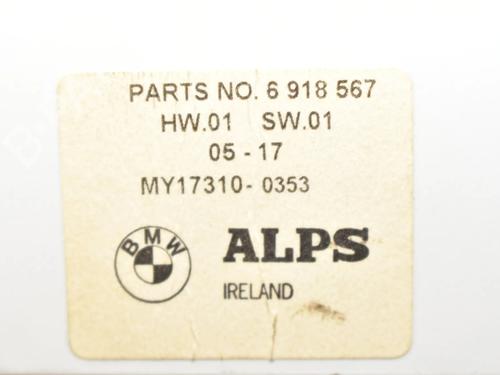 PARTS NO. 6 918 567
HW.01 SW.01
05 - 17
MY17310- 0353
BMW
ALPS
IRELAND